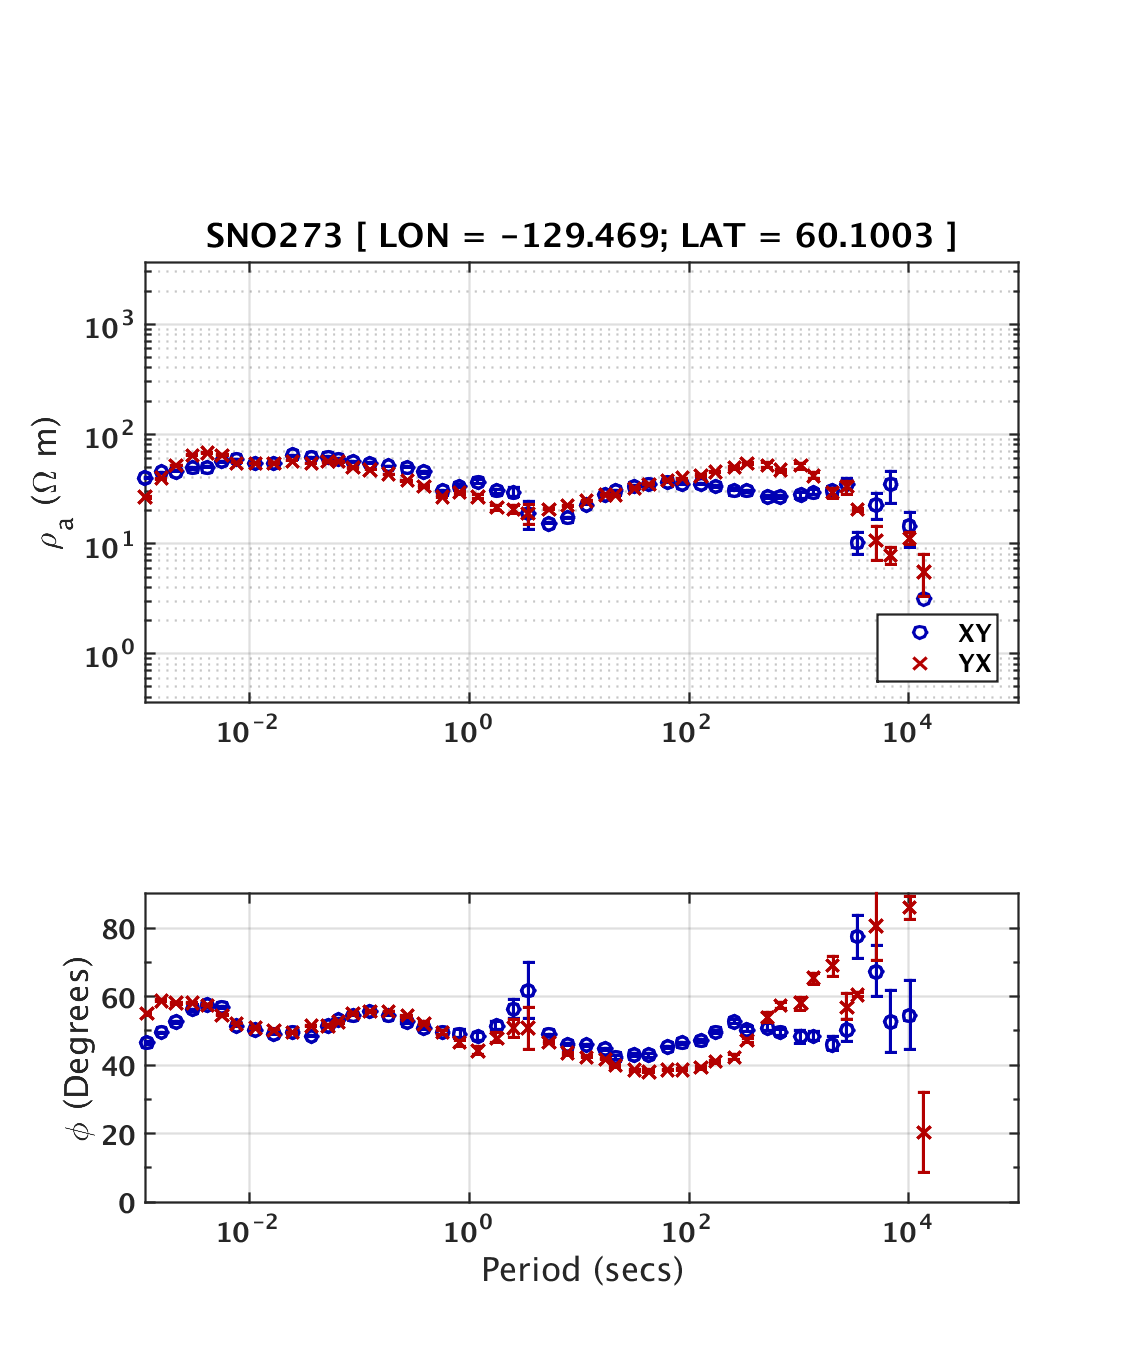 SNO273 [ LON = -129.469; LAT = 60.1003 ]
ρa (Ω m)
10^3
10^2
10^1
10^0
XY
YX
10^-2 10^0 10^2 10^4
ϕ (Degrees)
80
60
40
20
0
10^-2 10^0 10^2 10^4
Period (secs)